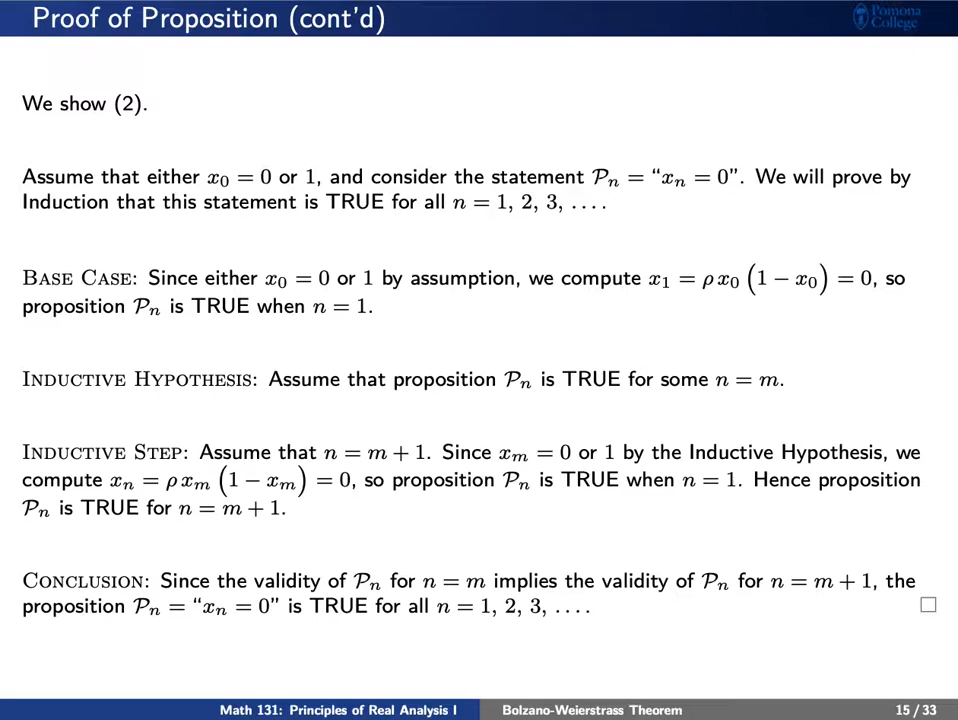 Proof of Proposition (cont'd)
Pomona
College
We show (2).
Assume that either x₀ = 0 or 1, and consider the statement 𝒫ₙ = “xₙ = 0”. We will prove by
Induction that this statement is TRUE for all n = 1, 2, 3, ....
BASE CASE: Since either x₀ = 0 or 1 by assumption, we compute x₁ = ρ x₀ (1 − x₀) = 0, so
proposition 𝒫ₙ is TRUE when n = 1.
INDUCTIVE HYPOTHESIS: Assume that proposition 𝒫ₙ is TRUE for some n = m.
INDUCTIVE STEP: Assume that n = m + 1. Since xₘ = 0 or 1 by the Inductive Hypothesis, we
compute xₙ = ρ xₘ (1 − xₘ) = 0, so proposition 𝒫ₙ is TRUE when n = 1. Hence proposition
𝒫ₙ is TRUE for n = m + 1.
CONCLUSION: Since the validity of 𝒫ₙ for n = m implies the validity of 𝒫ₙ for n = m + 1, the
proposition 𝒫ₙ = “xₙ = 0” is TRUE for all n = 1, 2, 3, .... □
Math 131: Principles of Real Analysis I Bolzano-Weierstrass Theorem 15 / 33